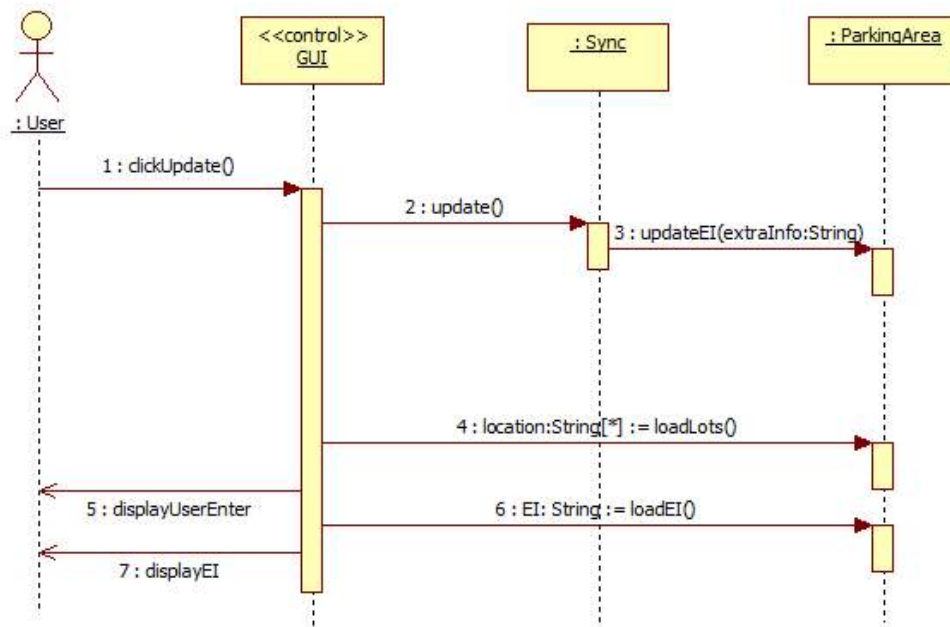 <<control>>
GUI
: Sync
: ParkingArea
: User
1 : clickUpdate()
2 : update()
3 : updateEI(extraInfo:String)
4 : location:String[*] := loadLots()
5 : displayUserEnter
6 : EI: String := loadEI()
7 : displayEI